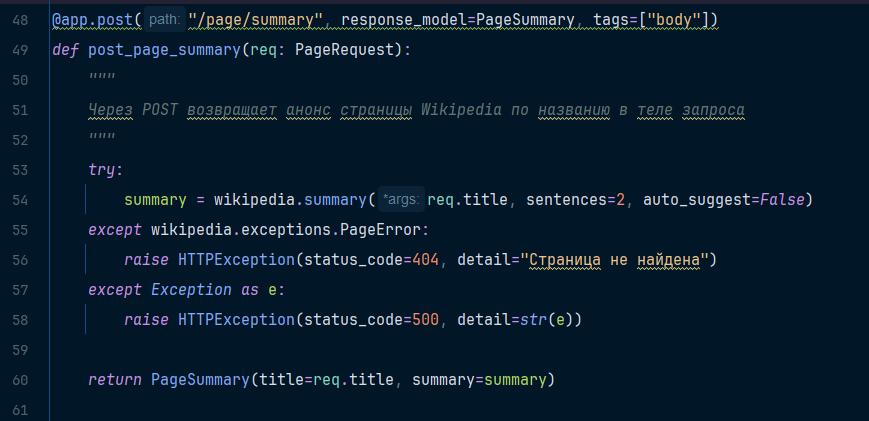 48 @app.post( path: "/page/summary", response_model=PageSummary, tags=["body"])
49 def post_page_summary(req: PageRequest):
50 """
51 Через POST возвращает анонс страницы Wikipedia по названию в теле запроса
52 """
53 try:
54 summary = wikipedia.summary( *args: req.title, sentences=2, auto_suggest=False)
55 except wikipedia.exceptions.PageError:
56 raise HTTPException(status_code=404, detail="Страница не найдена")
57 except Exception as e:
58 raise HTTPException(status_code=500, detail=str(e))
59
60 return PageSummary(title=req.title, summary=summary)
61